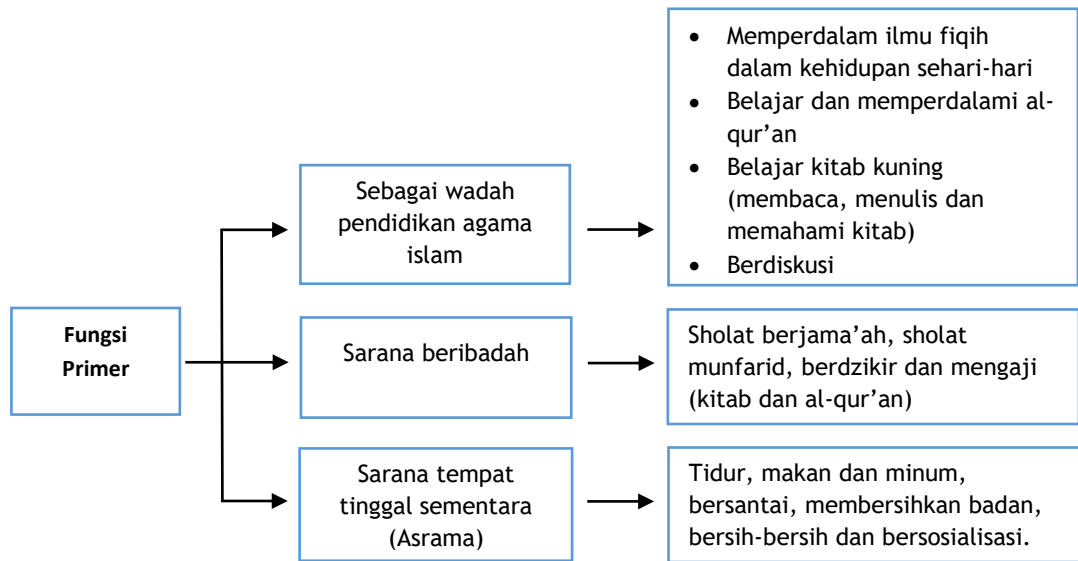 Fungsi
Primer
Sebagai wadah
pendidikan agama
islam
• Memperdalam ilmu fiqih
dalam kehidupan sehari-hari
• Belajar dan memperdalami al-
qur’an
• Belajar kitab kuning
(membaca, menulis dan
memahami kitab)
• Berdiskusi
Sarana beribadah
Sholat berjama’ah, sholat
munfarid, berdzikir dan mengaji
(kitab dan al-qur’an)
Sarana tempat
tinggal sementara
(Asrama)
Tidur, makan dan minum,
bersantai, membersihkan badan,
bersih-bersih dan bersosialisasi.